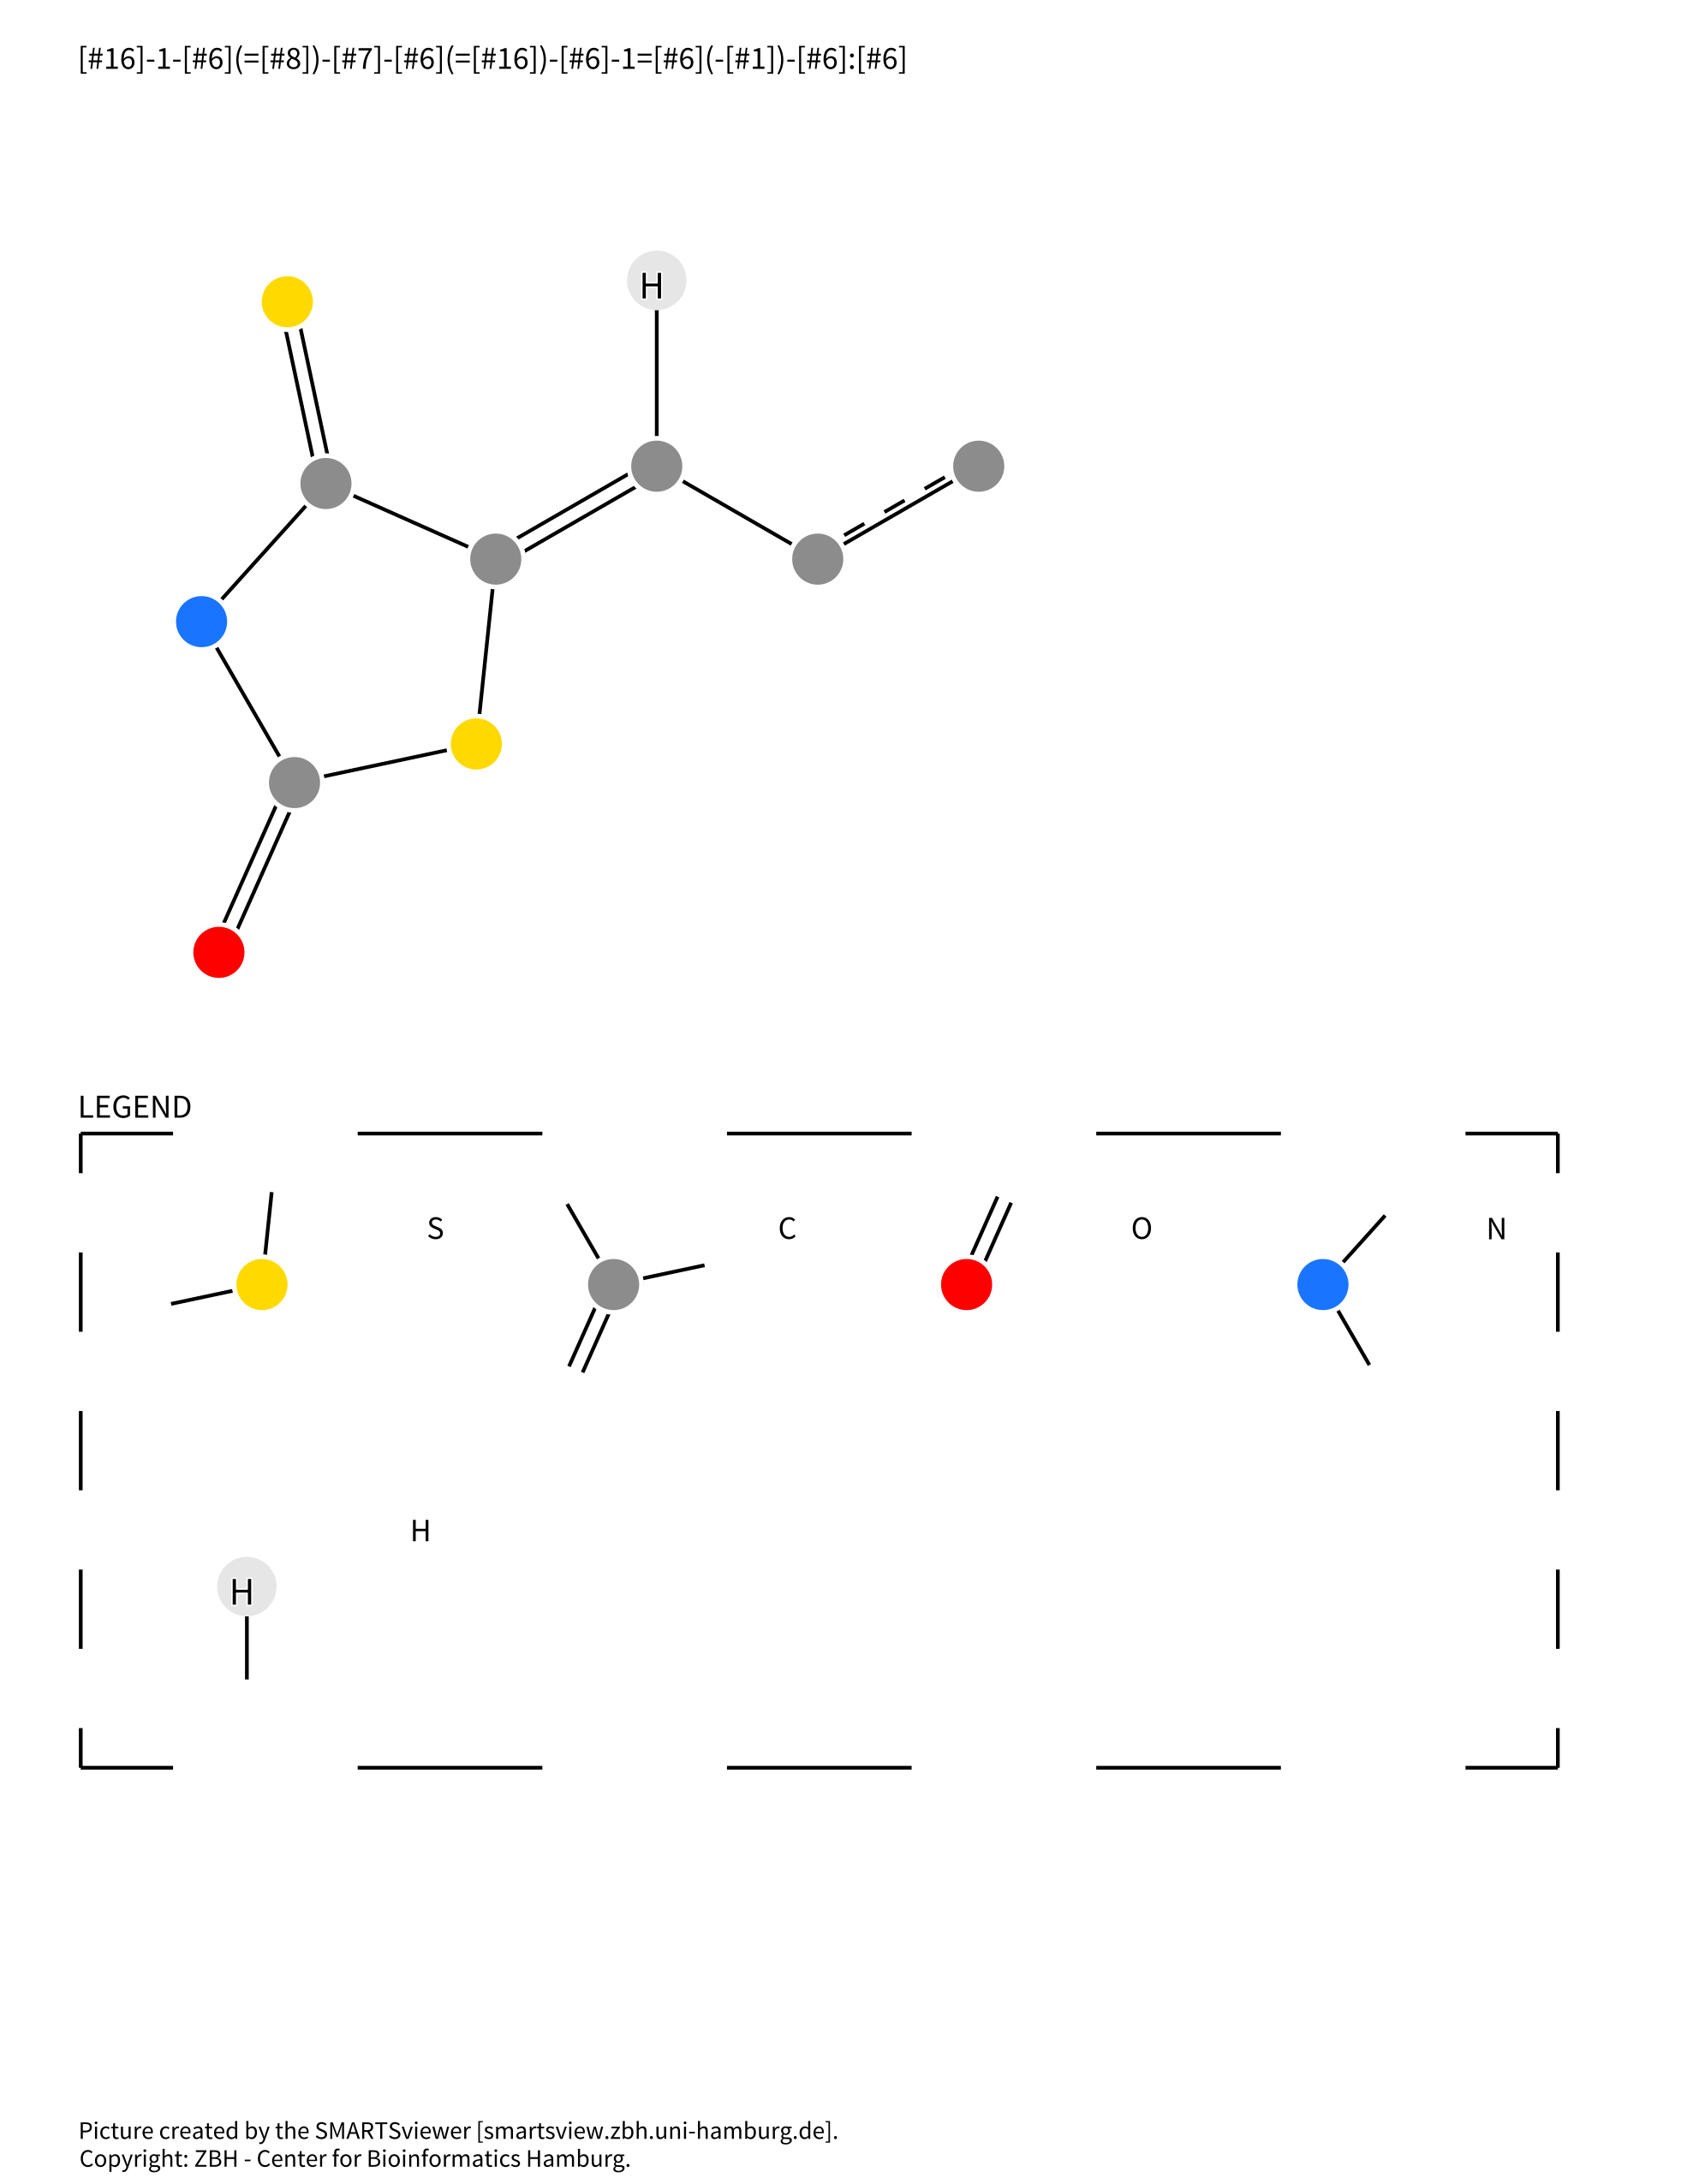 [#16]-1-[#6](=[#8])-[#7]-[#6](=[#16])-[#6]-1=[#6](-[#1])-[#6]:[#6]
H
LEGEND
S C O N
H
H
Picture created by the SMARTSviewer [smartsview.zbh.uni-hamburg.de].
Copyright: ZBH - Center for Bioinformatics Hamburg.